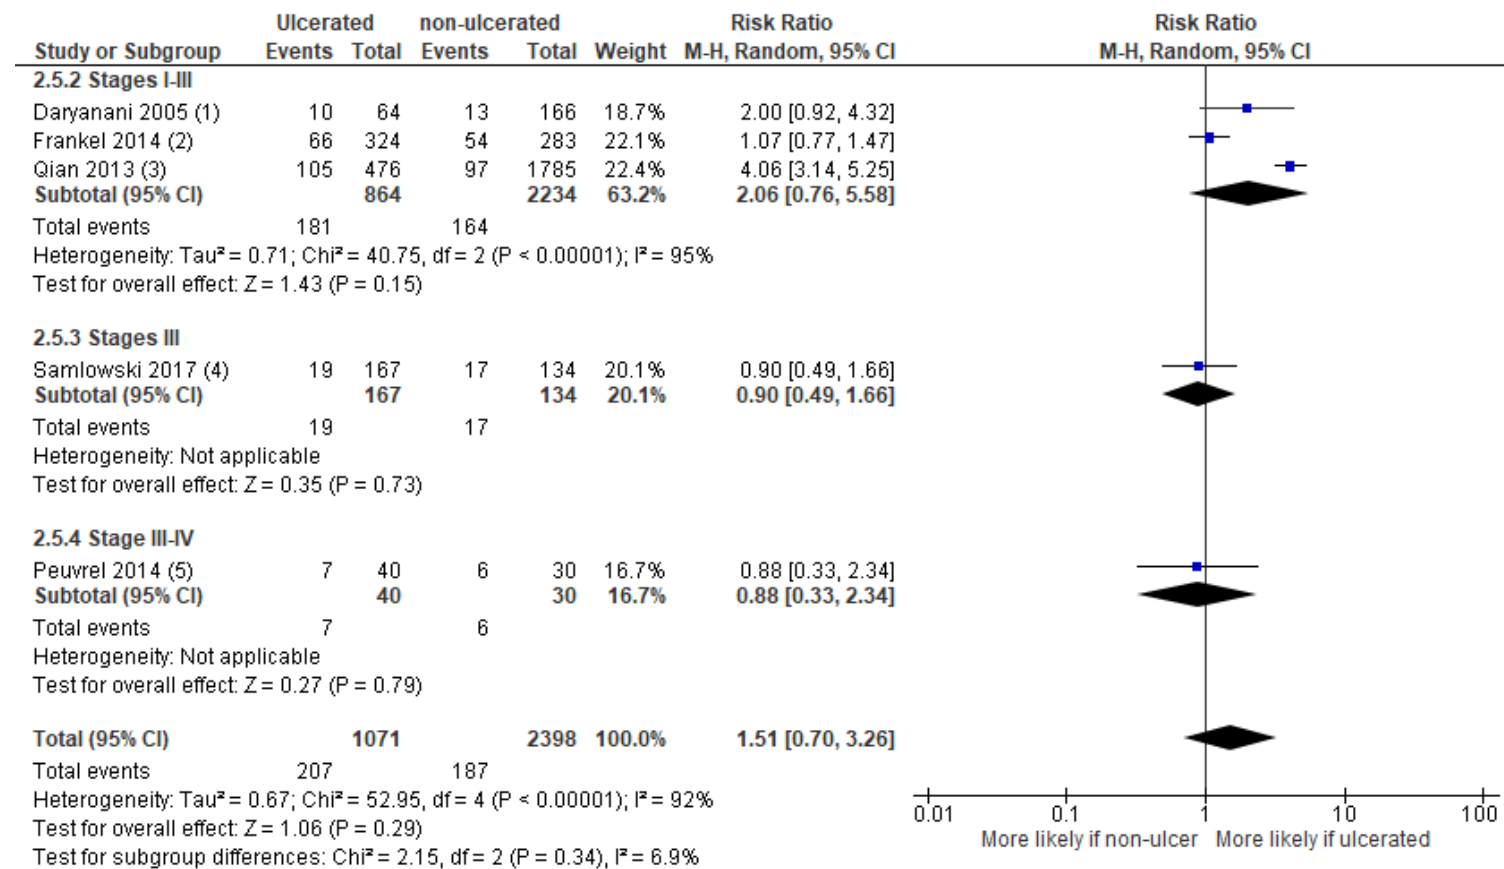 Ulcerated non-ulcerated Risk Ratio Risk Ratio
Study or Subgroup Events Total Events Total Weight M-H, Random, 95% CI M-H, Random, 95% CI
2.5.2 Stages I-III
Daryanani 2005 (1) 10 64 13 166 18.7% 2.00 [0.92, 4.32]
Frankel 2014 (2) 66 324 54 283 22.1% 1.07 [0.77, 1.47]
Qian 2013 (3) 105 476 97 1785 22.4% 4.06 [3.14, 5.25]
Subtotal (95% CI) 864 2234 63.2% 2.06 [0.76, 5.58]
Total events 181 164
Heterogeneity: Tau² = 0.71; Chi² = 40.75, df = 2 (P < 0.00001); I² = 95%
Test for overall effect: Z = 1.43 (P = 0.15)
2.5.3 Stages III
Samlowski 2017 (4) 19 167 17 134 20.1% 0.90 [0.49, 1.66]
Subtotal (95% CI) 167 134 20.1% 0.90 [0.49, 1.66]
Total events 19 17
Heterogeneity: Not applicable
Test for overall effect: Z = 0.35 (P = 0.73)
2.5.4 Stage III-IV
Peuvrel 2014 (5) 7 40 6 30 16.7% 0.88 [0.33, 2.34]
Subtotal (95% CI) 40 30 16.7% 0.88 [0.33, 2.34]
Total events 7 6
Heterogeneity: Not applicable
Test for overall effect: Z = 0.27 (P = 0.79)
Total (95% CI) 1071 2398 100.0% 1.51 [0.70, 3.26]
Total events 207 187
Heterogeneity: Tau² = 0.67; Chi² = 52.95, df = 4 (P < 0.00001); I² = 92%
Test for overall effect: Z = 1.06 (P = 0.29)
Test for subgroup differences: Chi² = 2.15, df = 2 (P = 0.34), I² = 6.9%
0.01 0.1 1 10 100
More likely if non-ulcer More likely if ulcerated